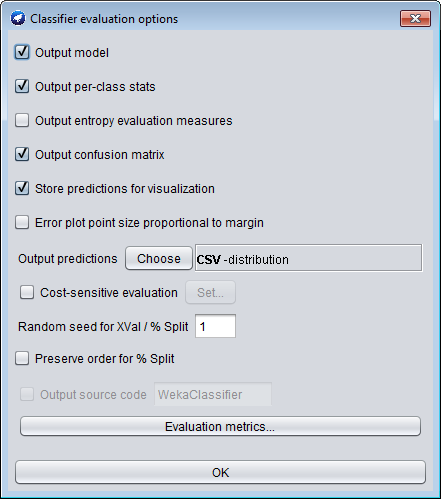 Classifier evaluation options
Output model
Output per-class stats
Output entropy evaluation measures
Output confusion matrix
Store predictions for visualization
Error plot point size proportional to margin
Output predictions Choose CSV -distribution
Cost-sensitive evaluation Set...
Random seed for XVal / % Split 1
Preserve order for % Split
Output source code WekaClassifier
Evaluation metrics...
OK